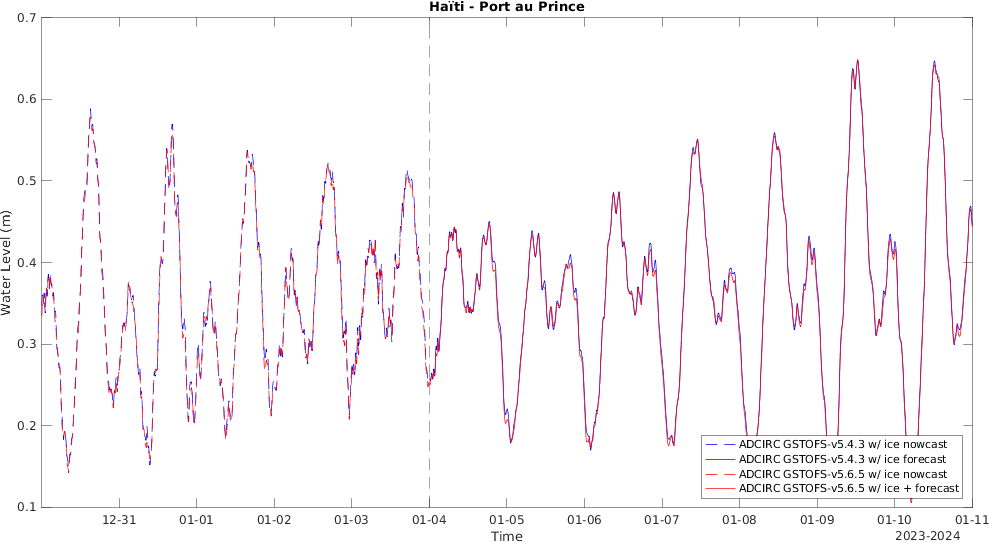 Haïti - Port au Prince
0.7
0.6
0.5
0.4
0.3
0.2
0.1
Water Level (m)
12-31 01-01 01-02 01-03 01-04 01-05 01-06 01-07 01-08 01-09 01-10 01-11
Time
2023-2024
ADCIRC GSTOFS-v5.4.3 w/ ice nowcast
ADCIRC GSTOFS-v5.4.3 w/ ice forecast
ADCIRC GSTOFS-v5.6.5 w/ ice nowcast
ADCIRC GSTOFS-v5.6.5 w/ ice + forecast